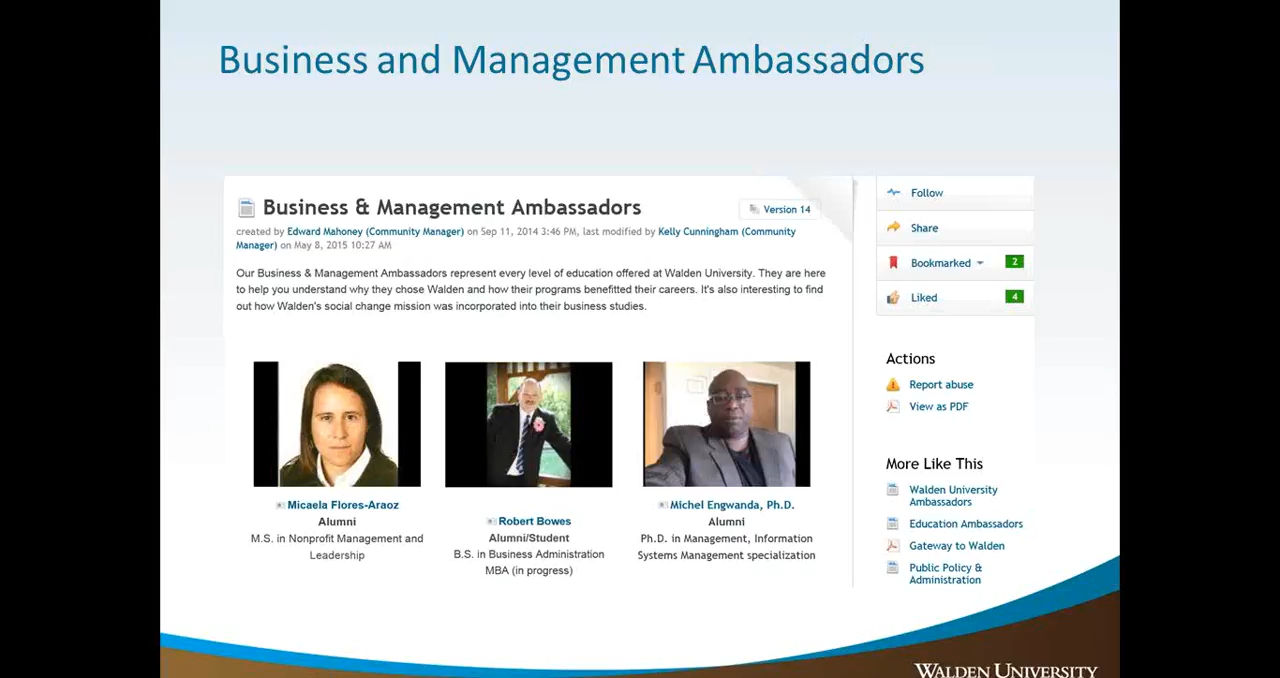 Business and Management Ambassadors
Business & Management Ambassadors
Version 14
created by Edward Mahoney (Community Manager) on Sep 11, 2014 3:46 PM, last modified by Kelly Cunningham (Community
Manager) on May 8, 2015 10:27 AM
Our Business & Management Ambassadors represent every level of education offered at Walden University. They are here
to help you understand why they chose Walden and how their programs benefitted their careers. It's also interesting to find
out how Walden's social change mission was incorporated into their business studies.
Micaela Flores-Araoz
Alumni
M.S. in Nonprofit Management and
Leadership
Robert Bowes
Alumni/Student
B.S. in Business Administration
MBA (in progress)
Michel Engwanda, Ph.D.
Alumni
Ph.D. in Management, Information
Systems Management specialization
Follow
Share
Bookmarked 2
Liked 4
Actions
Report abuse
View as PDF
More Like This
Walden University
Ambassadors
Education Ambassadors
Gateway to Walden
Public Policy &
Administration
WALDEN UNIVERSITY